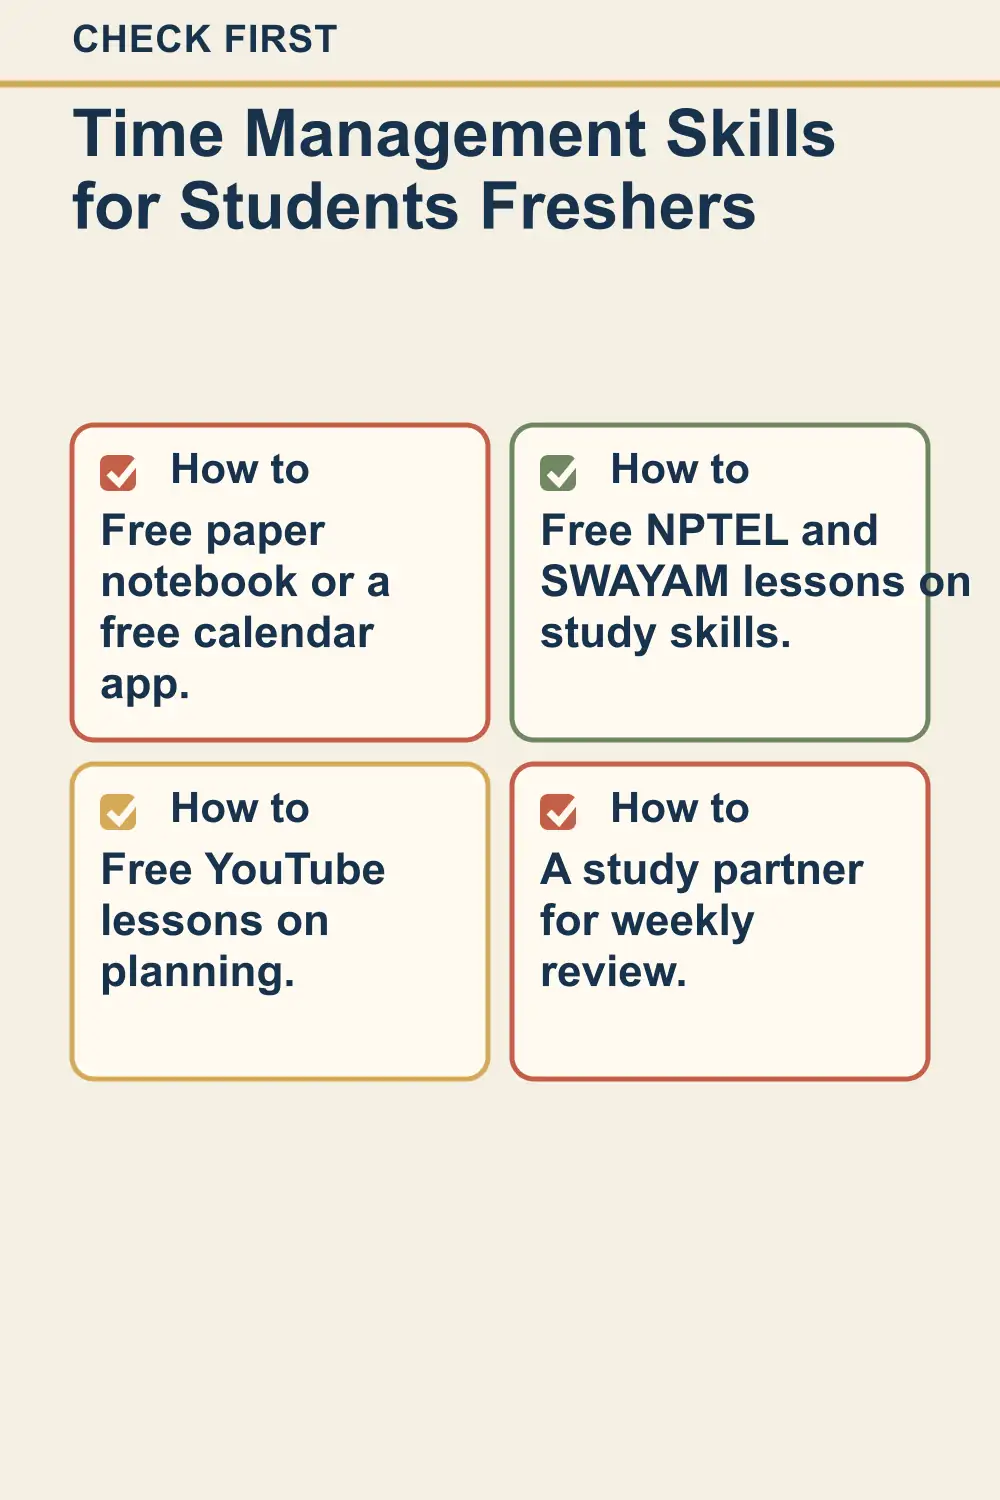 CHECK FIRST
Time Management Skills
for Students Freshers
How to
Free paper
notebook or a
free calendar
app.
How to
Free NPTEL and
SWAYAM lessons on
study skills.
How to
Free YouTube
lessons on
planning.
How to
A study partner
for weekly
review.